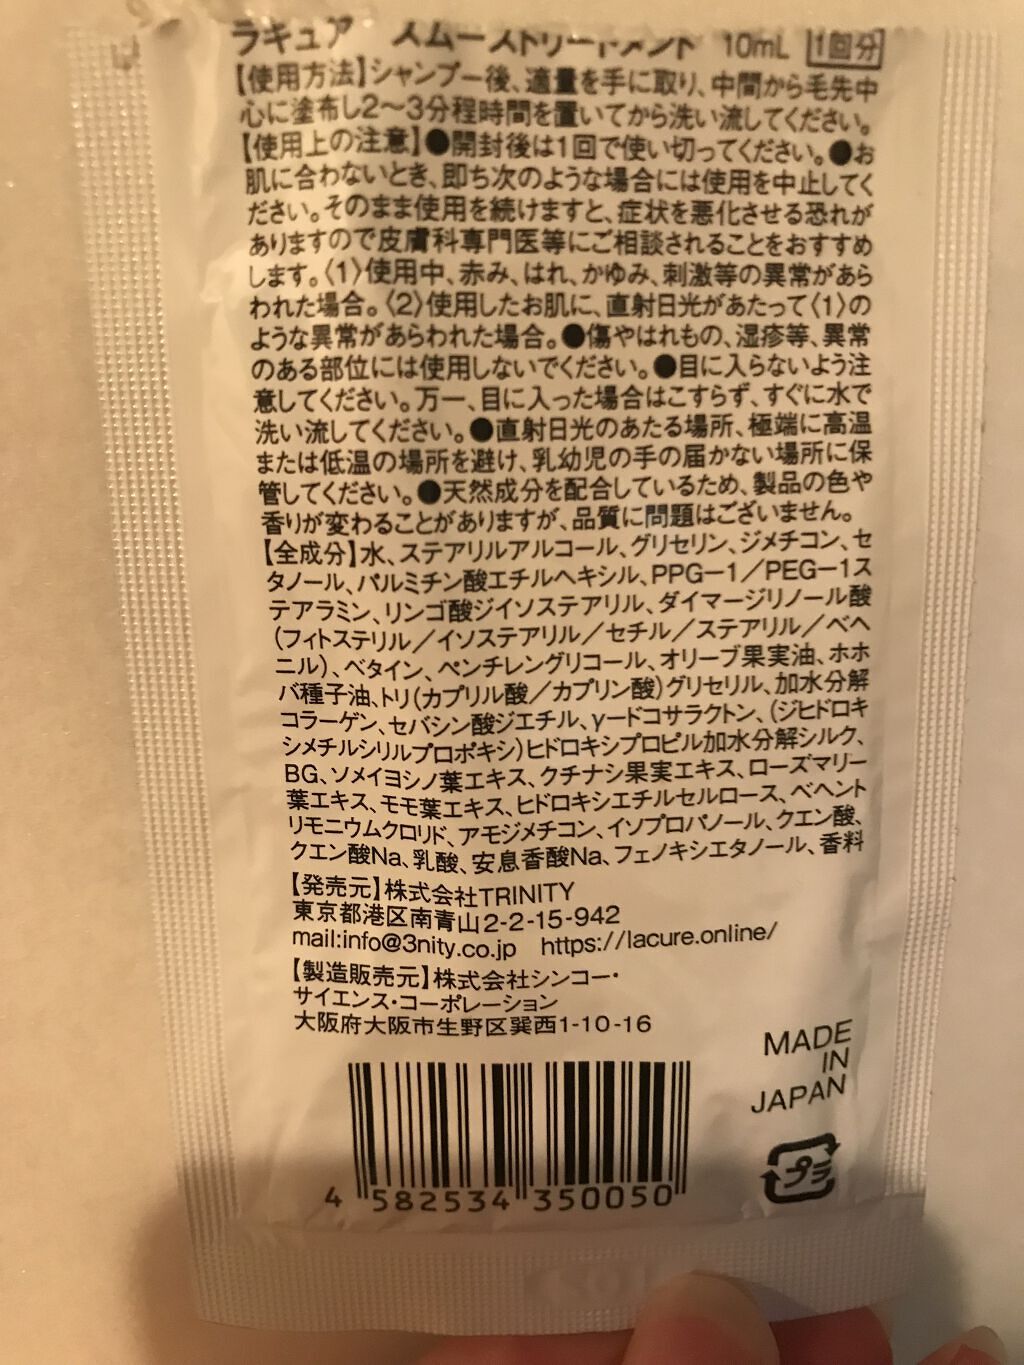 ラキュア スムーストリートメント 10mL 1回分
【使用方法】シャンプー後、適量を手に取り、中間から毛先中
心に塗布し2～3分程時間を置いてから洗い流してください。
【使用上の注意】●開封後は1回で使い切ってください。●お
肌に合わないとき、即ち次のような場合には使用を中止してく
ださい。そのまま使用を続けますと、症状を悪化させる恐れが
ありますので皮膚科専門医等にご相談されることをおすすめ
します。〈1〉使用中、赤み、はれ、かゆみ、刺激等の異常があら
われた場合。〈2〉使用したお肌に、直射日光があたって〈1〉の
ような異常があらわれた場合。●傷やはれもの、湿疹等、異常
のある部位には使用しないでください。●目に入らないよう注
意してください。万一、目に入った場合はこすらず、すぐに水で
洗い流してください。●直射日光のあたる場所、極端に高温
または低温の場所を避け、乳幼児の手の届かない場所に保
管してください。●天然成分を配合しているため、製品の色や
香りが変わることがありますが、品質に問題はございません。
【全成分】水、ステアリルアルコール、グリセリン、ジメチコン、セ
タノール、パルミチン酸エチルヘキシル、PPG－1／PEG－1ス
テアラミン、リンゴ酸ジイソステアリル、ダイマージリノール酸
（フィトステリル／イソステアリル／セチル／ステアリル／ベヘ
ニル）、ベタイン、ペンチレングリコール、オリーブ果実油、ホホ
バ種子油、トリ（カプリル酸／カプリン酸）グリセリル、加水分解
コラーゲン、セバシン酸ジエチル、γードコサラクトン、（ジヒドロキ
シメチルシリルプロポキシ）ヒドロキシプロピル加水分解シルク、
BG、ソメイヨシノ葉エキス、クチナシ果実エキス、ローズマリー
葉エキス、モモ葉エキス、ヒドロキシエチルセルロース、ベヘント
リモニウムクロリド、アモジメチコン、イソプロパノール、クエン酸、
クエン酸Na、乳酸、安息香酸Na、フェノキシエタノール、香料
【発売元】株式会社TRINITY
東京都港区南青山2-2-15-942
mail:info@3nity.co.jp https://lacure.online/
【製造販売元】株式会社シンコー・
サイエンス・コーポレーション
大阪府大阪市生野区巽西1-10-16
MADE
IN
JAPAN
プラ
4 582534 350050